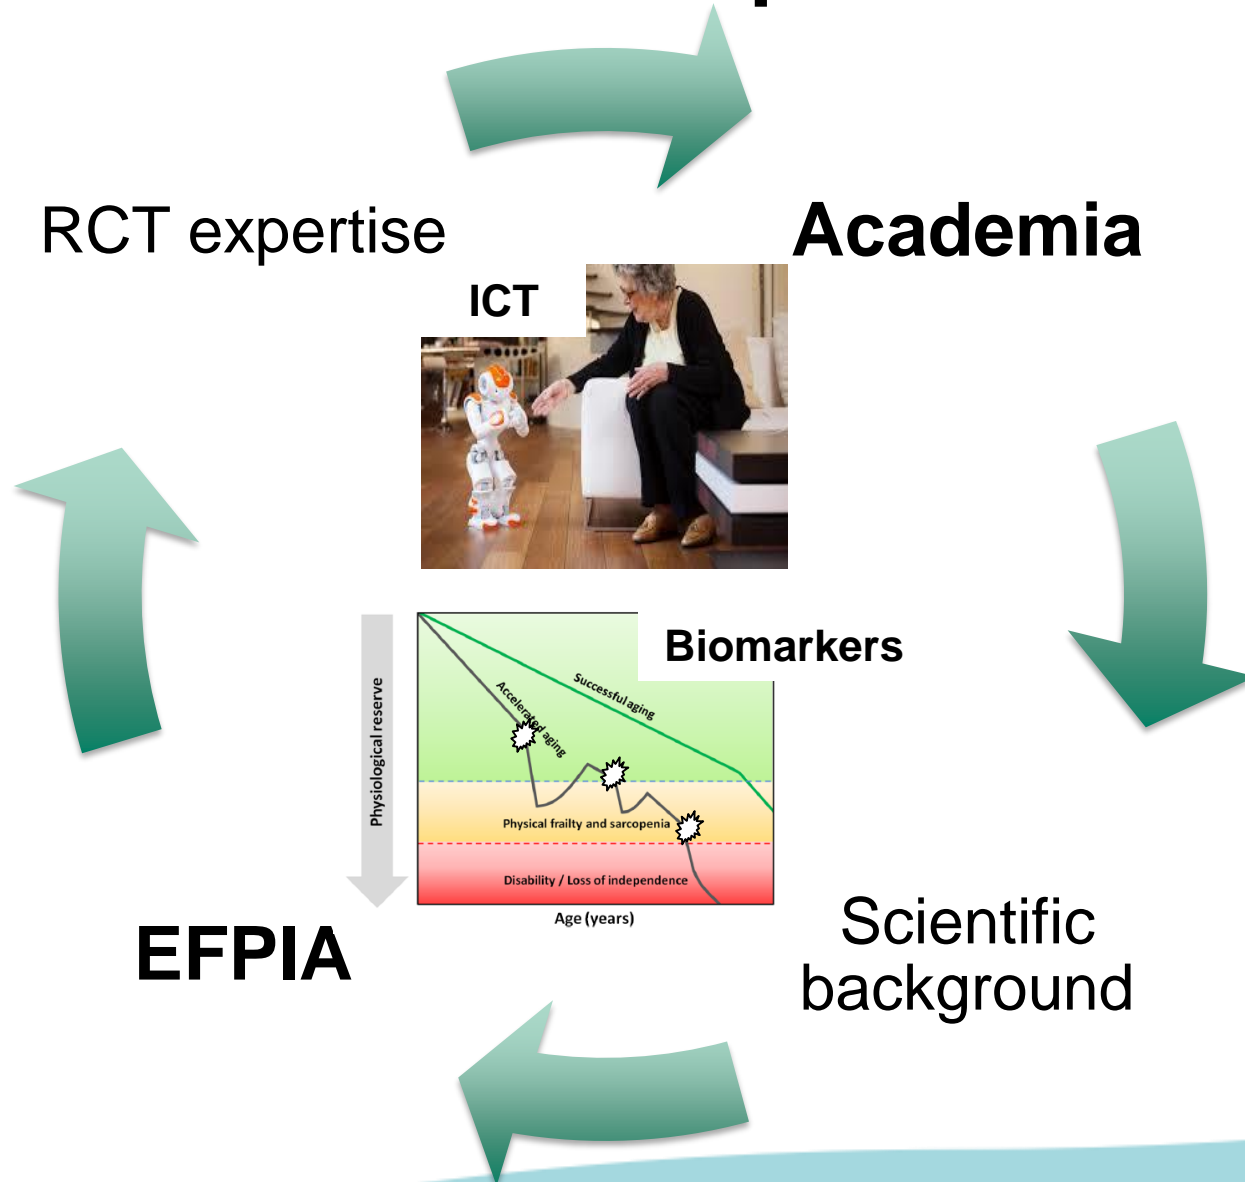 RCT expertise
Academia
ICT
Biomarkers
Successful aging
Accelerated aging
Physiological reserve
Physical frailty and sarcopenia
Disability / Loss of independence
Age (years)
EFPIA
Scientific
background